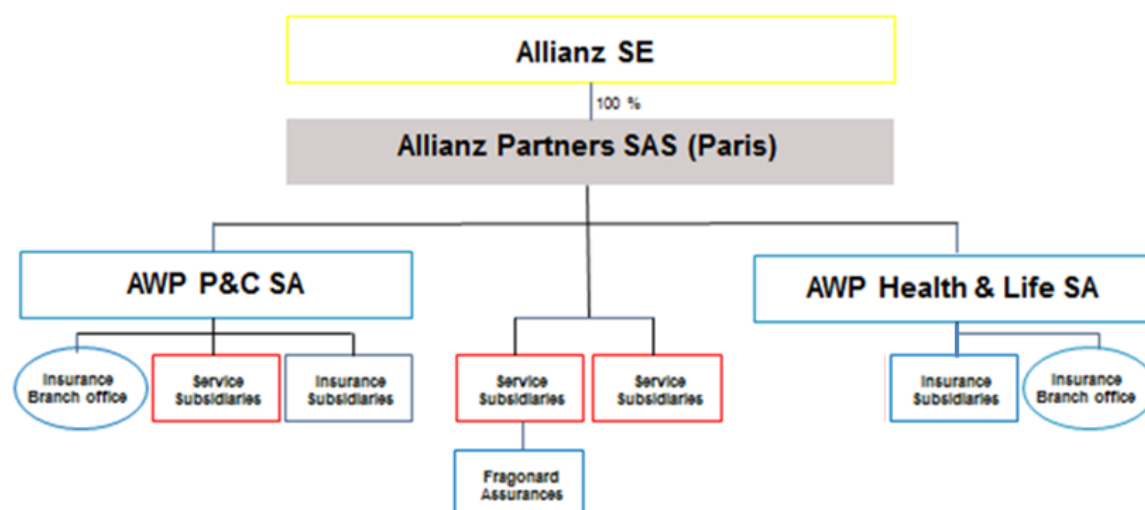 Allianz SE
100 %
Allianz Partners SAS (Paris)
AWP P&C SA
AWP Health & Life SA
Insurance
Branch office
Service
Subsidiaries
Insurance
Subsidiaries
Service
Subsidiaries
Service
Subsidiaries
Insurance
Subsidiaries
Insurance
Branch office
Fragonard
Assurances